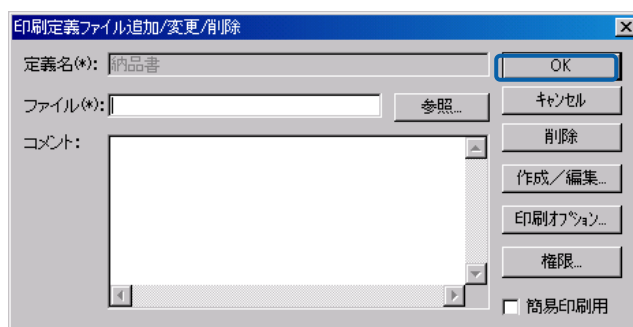 印刷定義ファイル追加/変更/削除
定義名(*): 納品書
OK
ファイル(*):
参照...
キャンセル
コメント:
削除
作成／編集...
印刷オプション...
権限...
簡易印刷用